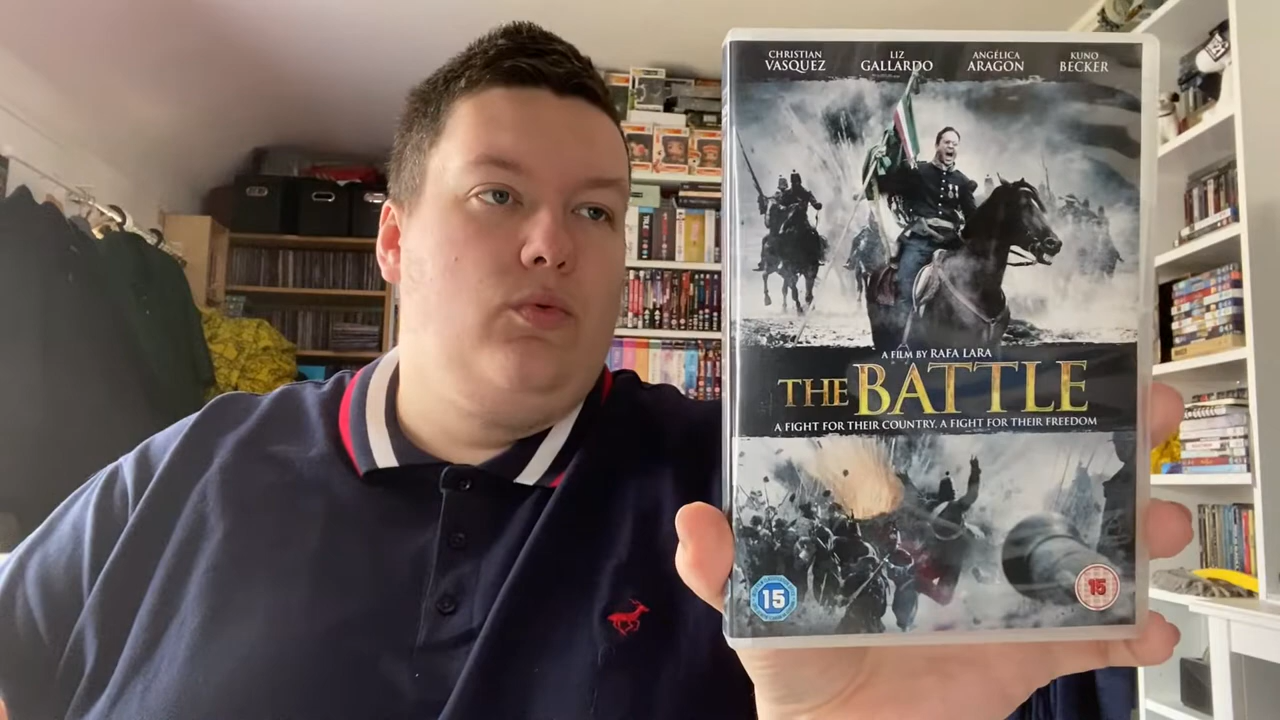 CHRISTIAN VASQUEZ
LIZ GALLARDO
ANGÉLICA ARAGON
KUNO BECKER
A FILM BY RAFA LARA
THE BATTLE
A FIGHT FOR THEIR COUNTRY, A FIGHT FOR THEIR FREEDOM
15
15